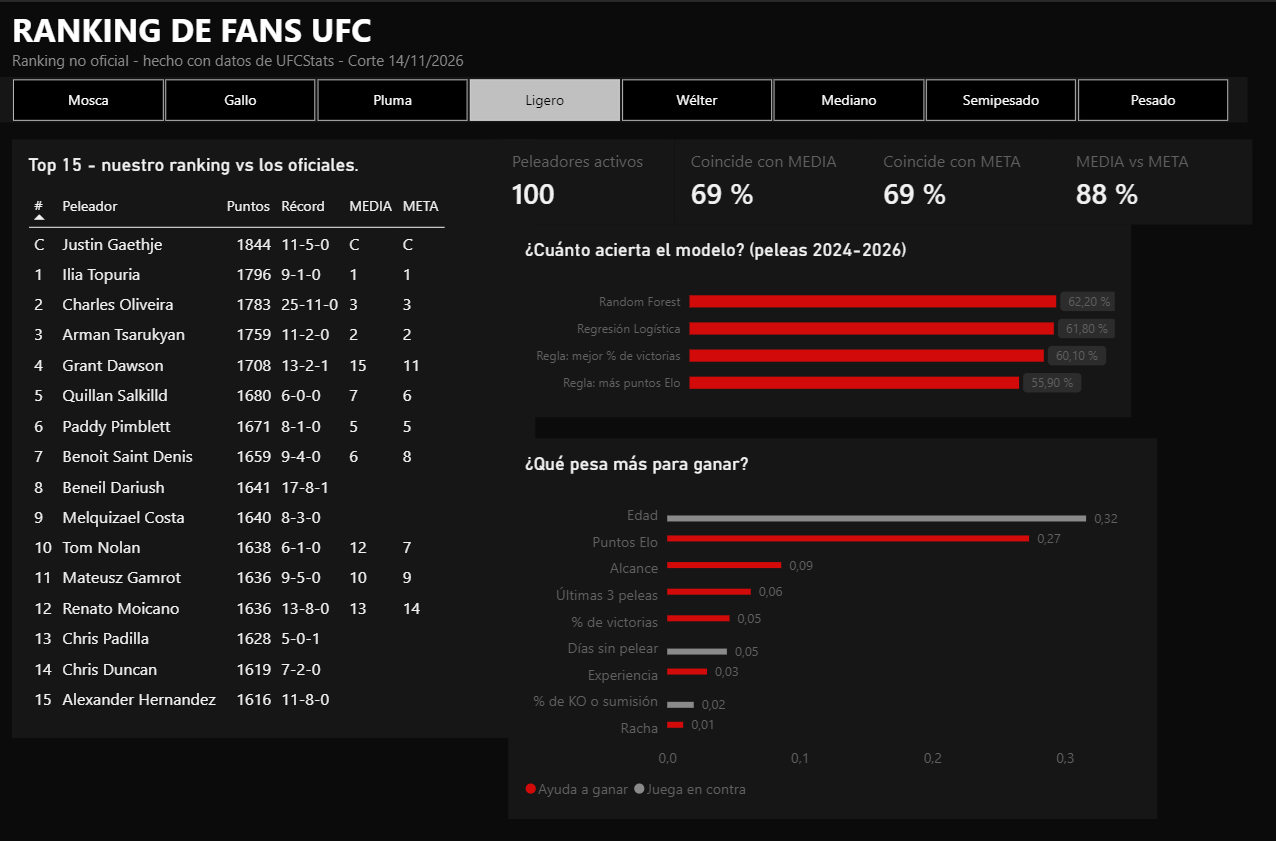 RANKING DE FANS UFC
Ranking no oficial - hecho con datos de UFCStats - Corte 14/11/2026
Mosca Gallo Pluma Ligero Wélter Mediano Semipesado Pesado
Top 15 - nuestro ranking vs los oficiales.
# Peleador Puntos Récord MEDIA META
C Justin Gaethje 1844 11-5-0 C C
1 Ilia Topuria 1796 9-1-0 1 1
2 Charles Oliveira 1783 25-11-0 3 3
3 Arman Tsarukyan 1759 11-2-0 2 2
4 Grant Dawson 1708 13-2-1 15 11
5 Quillan Salkilld 1680 6-0-0 7 6
6 Paddy Pimblett 1671 8-1-0 5 5
7 Benoit Saint Denis 1659 9-4-0 6 8
8 Beneil Dariush 1641 17-8-1
9 Melquizael Costa 1640 8-3-0
10 Tom Nolan 1638 6-1-0 12 7
11 Mateusz Gamrot 1636 9-5-0 10 9
12 Renato Moicano 1636 13-8-0 13 14
13 Chris Padilla 1628 5-0-1
14 Chris Duncan 1619 7-2-0
15 Alexander Hernandez 1616 11-8-0
Peleadores activos
100
Coincide con MEDIA
69 %
Coincide con META
69 %
MEDIA vs META
88 %
¿Cuánto acierta el modelo? (peleas 2024-2026)
Random Forest 62,20 %
Regresión Logística 61,80 %
Regla: mejor % de victorias 60,10 %
Regla: más puntos Elo 55,90 %
¿Qué pesa más para ganar?
Edad 0,32
Puntos Elo 0,27
Alcance 0,09
Últimas 3 peleas 0,06
% de victorias 0,05
Días sin pelear 0,05
Experiencia 0,03
% de KO o sumisión 0,02
Racha 0,01
0,0 0,1 0,2 0,3
Ayuda a ganar Juega en contra